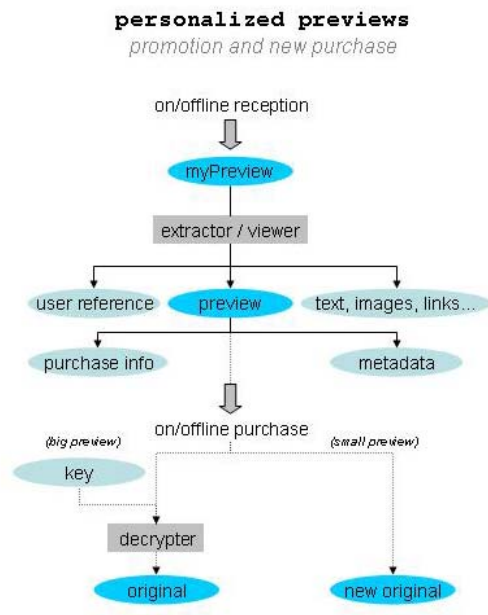 personalized previews
promotion and new purchase
on/offline reception
myPreview
extractor / viewer
user reference
preview
text, images, links...
purchase info
metadata
on/offline purchase
(big preview)
(small preview)
key
decrypter
original
new original